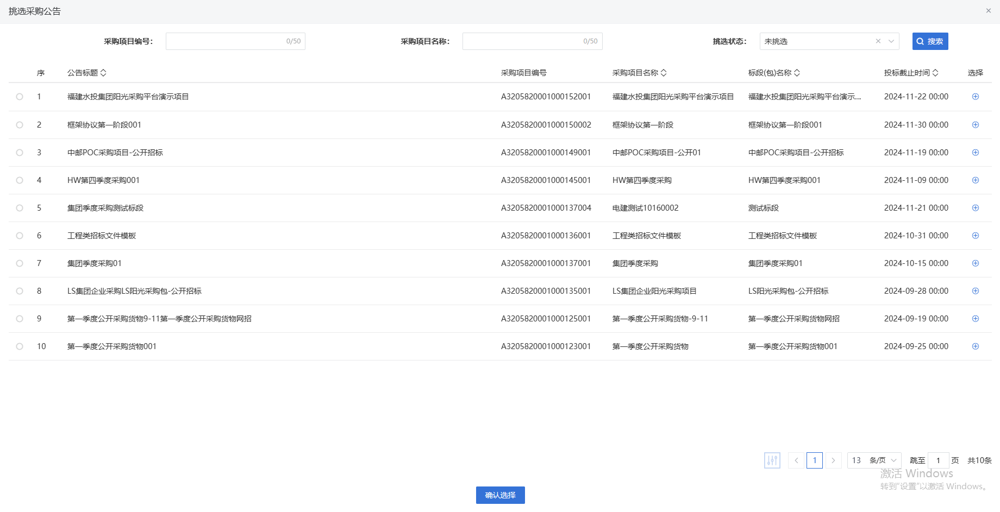 挑选采购公告
采购项目编号： 0/50 采购项目名称： 0/50 挑选状态： 未挑选 搜索
序 公告标题 采购项目编号 采购项目名称 标段(包)名称 投标截止时间 选择
1 福建水投集团阳光采购平台演示项目 A3205820001000152001 福建水投集团阳光采购平台演示项目 福建水投集团阳光采购平台演示... 2024-11-22 00:00
2 框架协议第一阶段001 A3205820001000150002 框架协议第一阶段 框架协议第一阶段001 2024-11-30 00:00
3 中邮POC采购项目-公开招标 A3205820001000149001 中邮POC采购项目-公开01 中邮POC采购项目-公开招标 2024-11-19 00:00
4 HW第四季度采购001 A3205820001000145001 HW第四季度采购 HW第四季度采购001 2024-11-09 00:00
5 集团季度采购测试标段 A3205820001000137004 电建测试10160002 测试标段 2024-11-21 00:00
6 工程类招标文件模板 A3205820001000136001 工程类招标文件模板 工程类招标文件模板 2024-10-31 00:00
7 集团季度采购01 A3205820001000137001 集团季度采购 集团季度采购01 2024-10-15 00:00
8 LS集团企业采购LS阳光采购包-公开招标 A3205820001000135001 LS集团企业阳光采购项目 LS阳光采购包-公开招标 2024-09-28 00:00
9 第一季度公开采购货物9-11第一季度公开采购货物网招 A3205820001000125001 第一季度公开采购货物-9-11 第一季度公开采购货物网招 2024-09-19 00:00
10 第一季度公开采购货物001 A3205820001000123001 第一季度公开采购货物 第一季度公开采购货物001 2024-09-25 00:00
1 13 条/页 跳至 1 页 共10条
激活 Windows
转到"设置"以激活 Windows。
确认选择